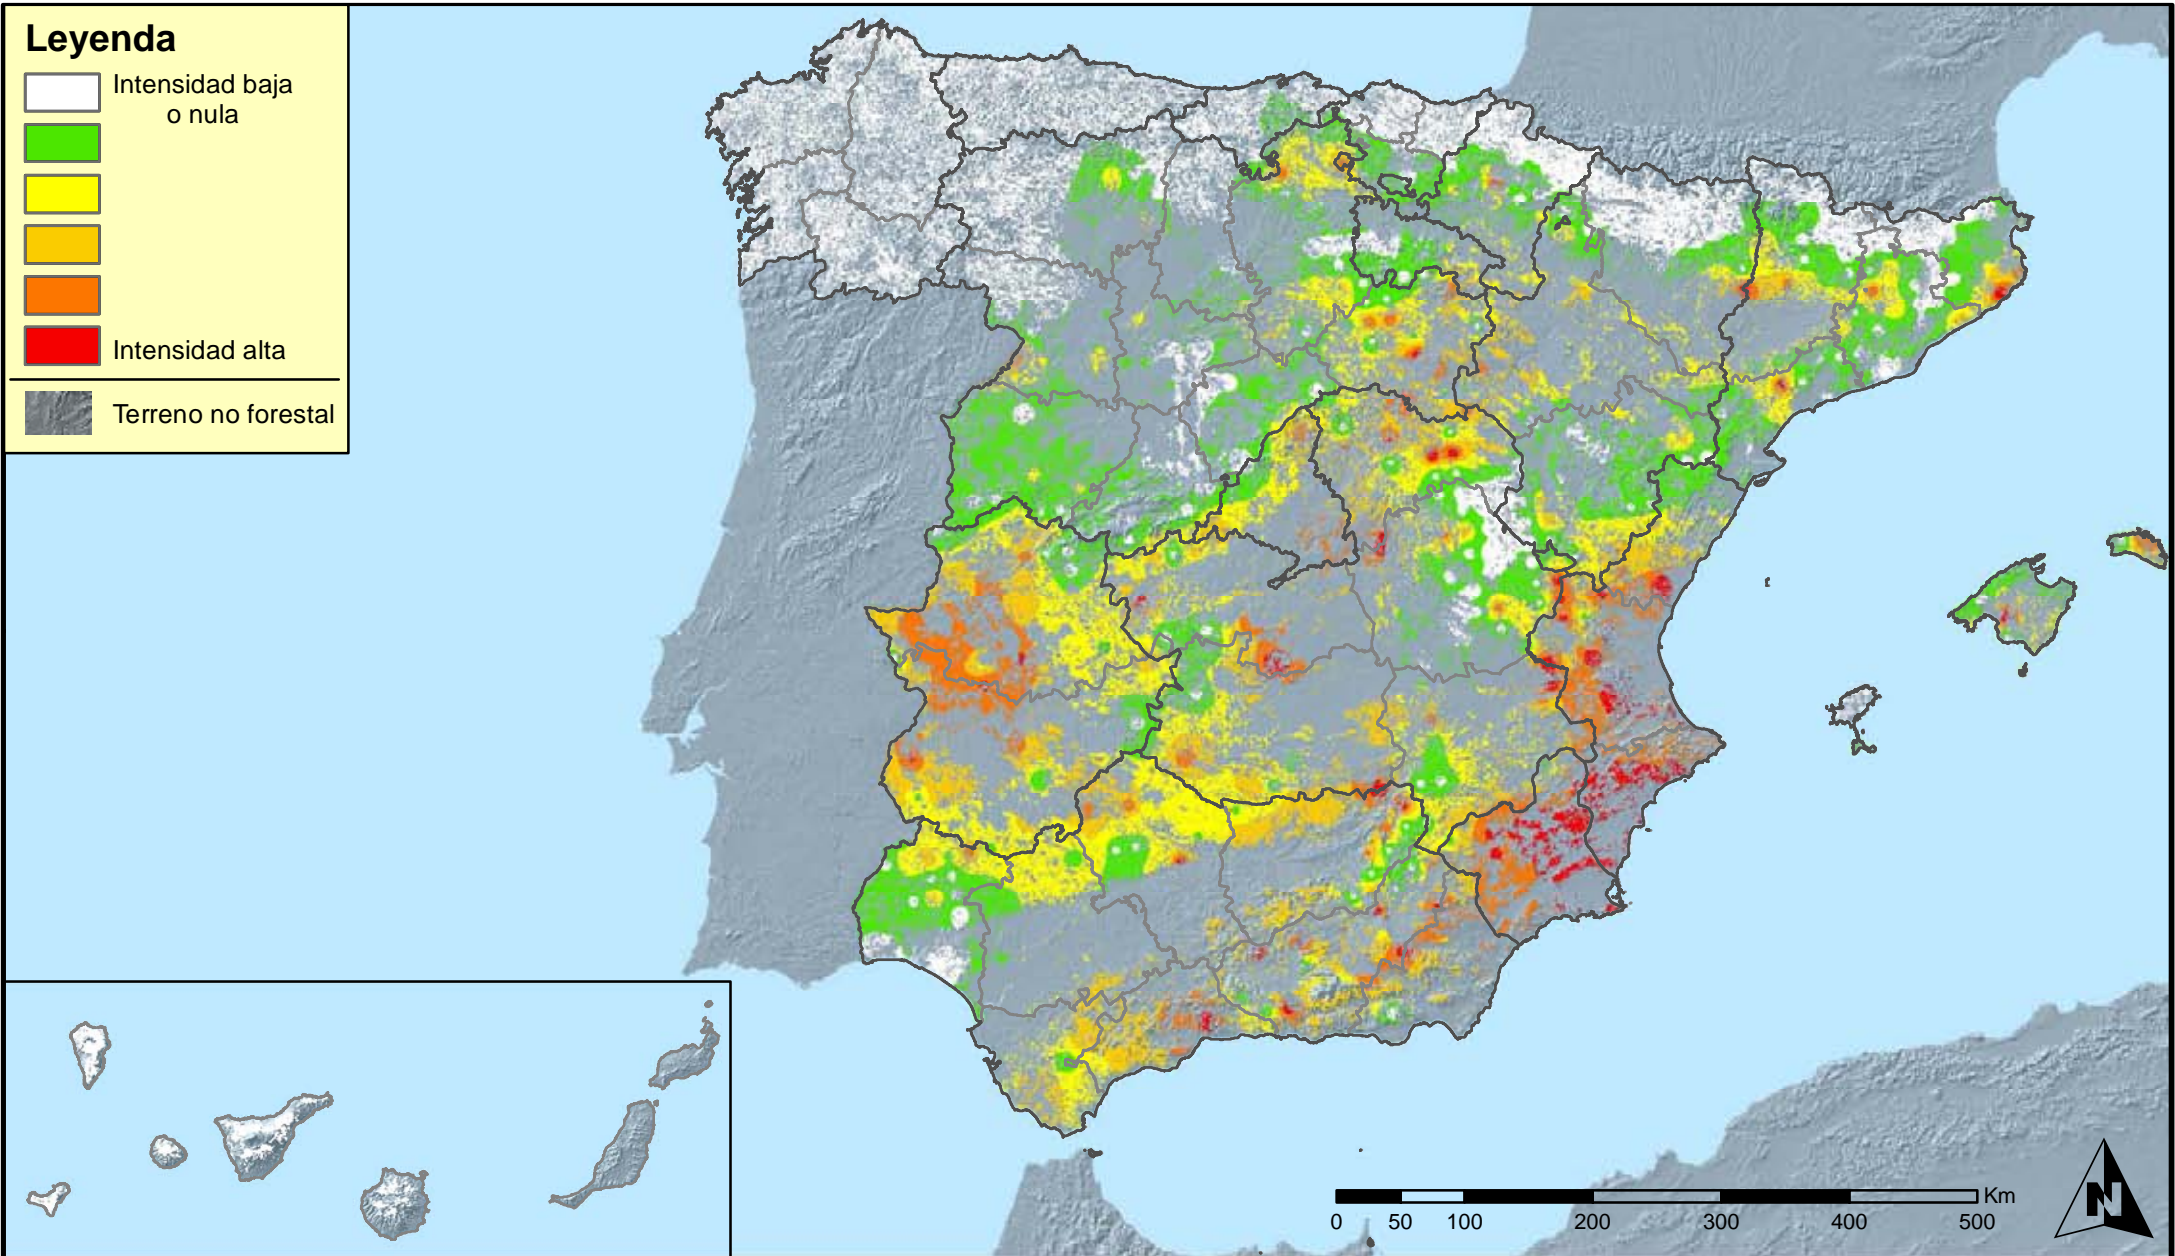 Leyenda
Intensidad baja
o nula
Intensidad alta
Terreno no forestal
Km
0 50 100 200 300 400 500
N